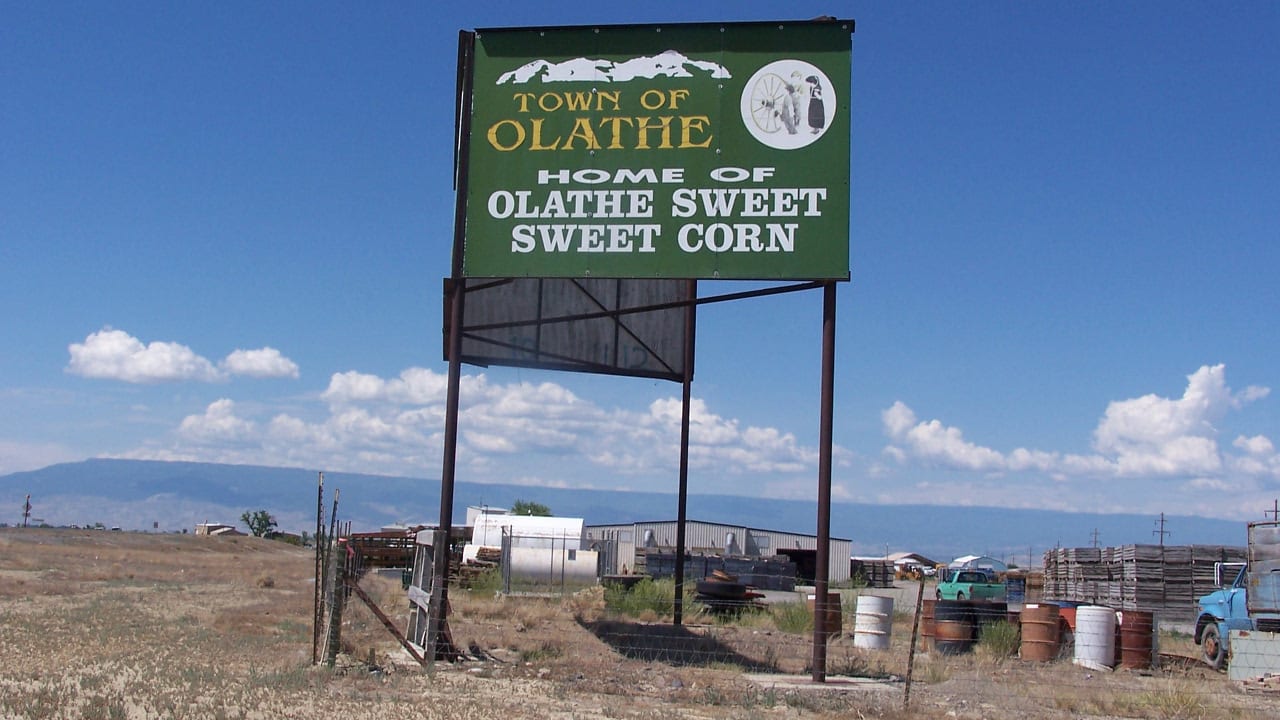 TOWN OF
OLATHE
HOME OF
OLATHE SWEET
SWEET CORN